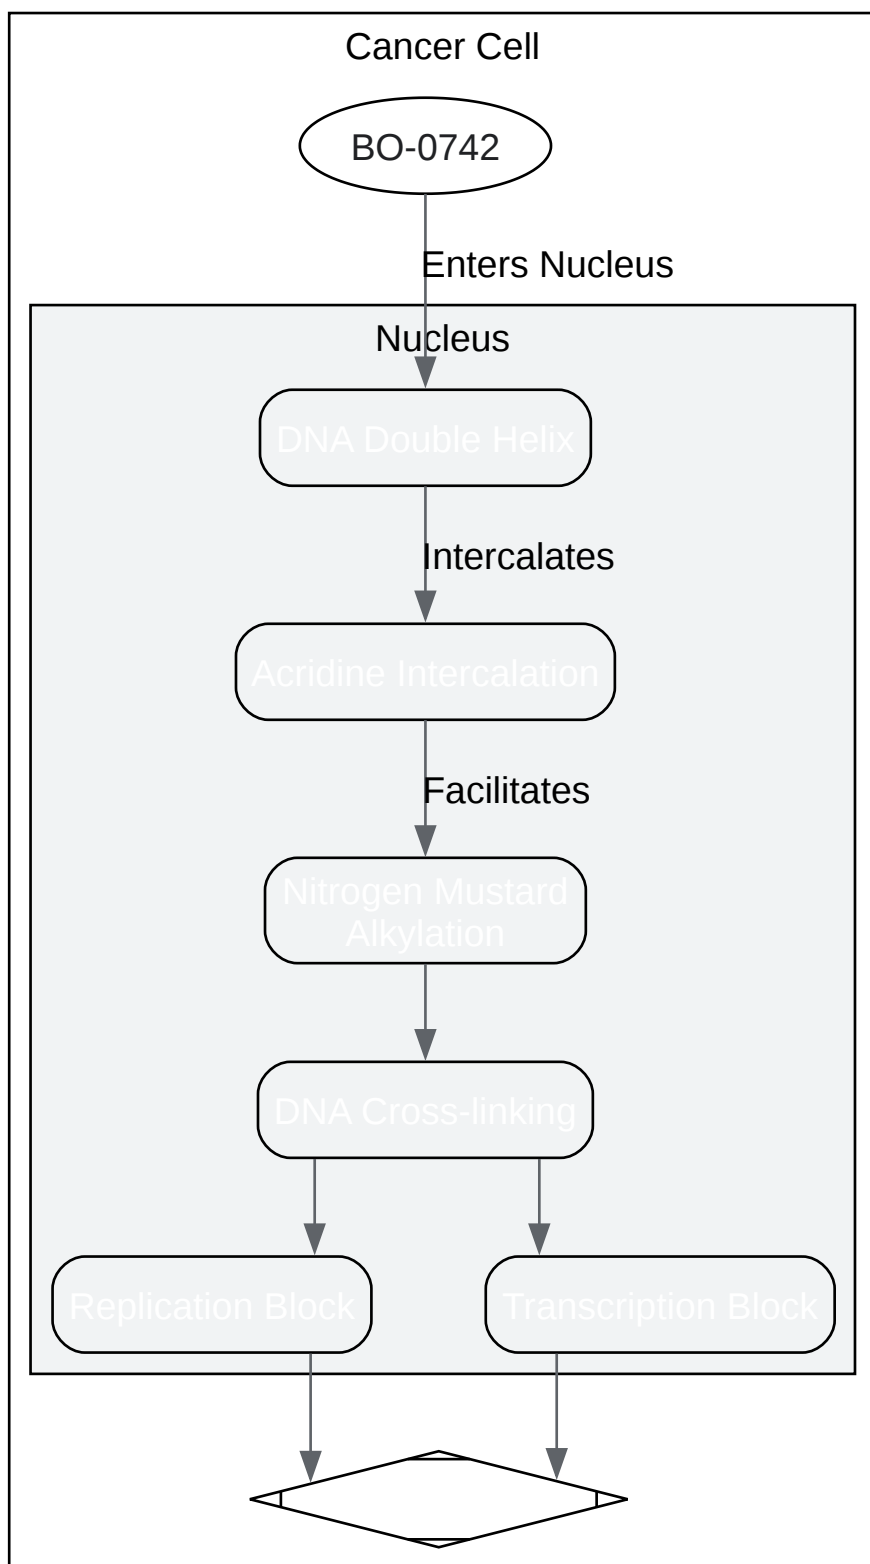 Cancer Cell
BO-0742
Enters Nucleus
Nucleus
DNA Double Helix
Intercalates
Acridine Intercalation
Facilitates
Nitrogen Mustard
Alkylation
DNA Cross-linking
Replication Block
Transcription Block